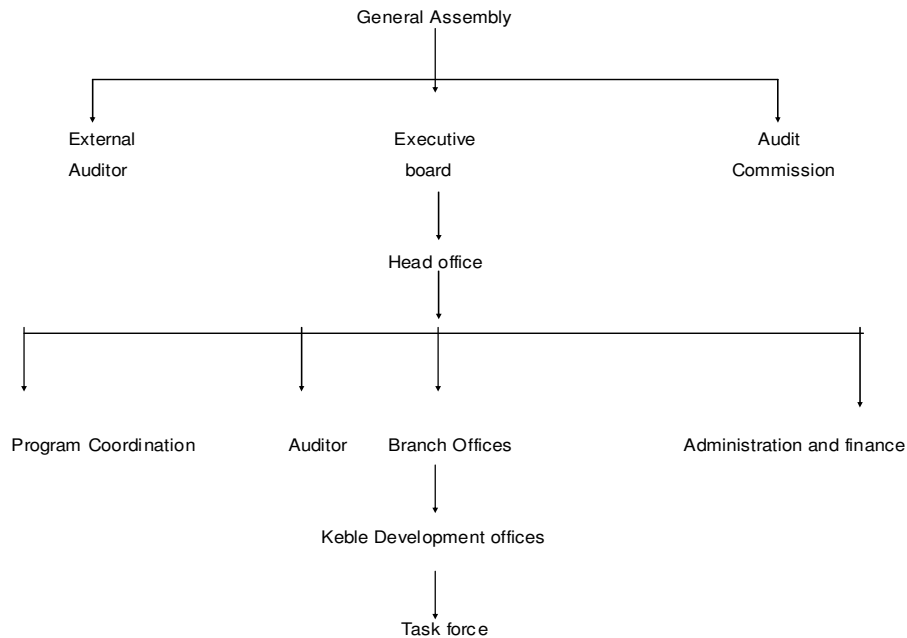 General Assembly
External
Auditor
Executive
board
Audit
Commission
Head office
Program Coordination
Auditor
Branch Offices
Administration and finance
Keble Development offices
Task force